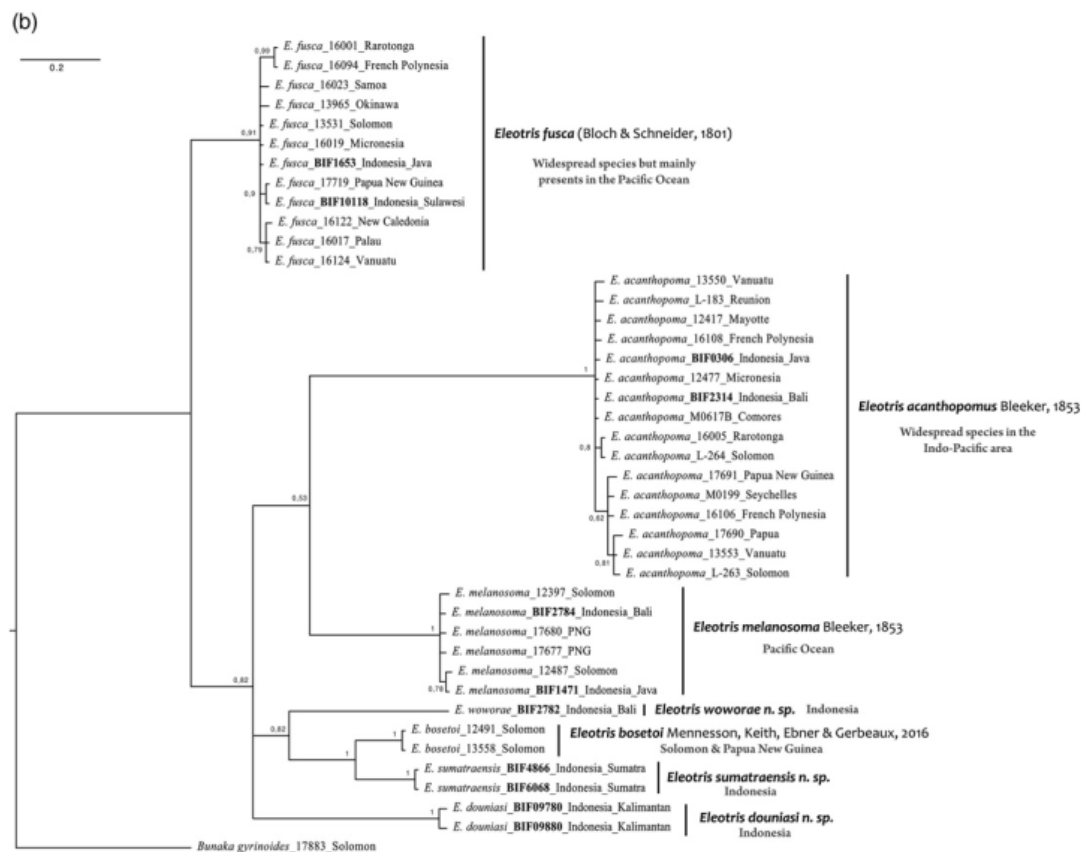 (b)
0.2
E. fusca_16001_Rarotonga
0,99
E. fusca_16094_French Polynesia
E. fusca_16023_Samoa
E. fusca_13965_Okinawa
E. fusca_13531_Solomon
0,91
Eleotris fusca (Bloch & Schneider, 1801)
E. fusca_16019_Micronesia
E. fusca_BIF1653_Indonesia_Java
Widespread species but mainly
presents in the Pacific Ocean
E. fusca_17719_Papua New Guinea
0,9
E. fusca_BIF10118_Indonesia_Sulawesi
E. fusca_16122_New Caledonia
E. fusca_16017_Palau
0,79
E. fusca_16124_Vanuatu
E. acanthopoma_13550_Vanuatu
E. acanthopoma_L-183_Reunion
E. acanthopoma_12417_Mayotte
E. acanthopoma_16108_French Polynesia
E. acanthopoma_BIF0306_Indonesia_Java
1
E. acanthopoma_12477_Micronesia
E. acanthopoma_BIF2314_Indonesia_Bali
Eleotris acanthopomus Bleeker, 1853
E. acanthopoma_M0617B_Comores
Widespread species in the
Indo-Pacific area
E. acanthopoma_16005_Rarotonga
0,8
E. acanthopoma_L-264_Solomon
E. acanthopoma_17691_Papua New Guinea
E. acanthopoma_M0199_Seychelles
0,53
E. acanthopoma_16106_French Polynesia
0,62
E. acanthopoma_17690_Papua
E. acanthopoma_13553_Vanuatu
0,81
E. acanthopoma_L-263_Solomon
E. melanosoma_12397_Solomon
E. melanosoma_BIF2784_Indonesia_Bali
1
E. melanosoma_17680_PNG
Eleotris melanosoma Bleeker, 1853
E. melanosoma_17677_PNG
Pacific Ocean
E. melanosoma_12487_Solomon
0,82
0,78
E. melanosoma_BIF1471_Indonesia_Java
E. woworae_BIF2782_Indonesia_Bali
Eleotris woworae n. sp. Indonesia
0,82
E. bosetoi_12491_Solomon
1
Eleotris bosetoi Mennesson, Keith, Ebner & Gerbeaux, 2016
E. bosetoi_13558_Solomon
Solomon & Papua New Guinea
1
E. sumatraensis_BIF4866_Indonesia_Sumatra
1
Eleotris sumatraensis n. sp.
E. sumatraensis_BIF6068_Indonesia_Sumatra
Indonesia
E. douniasi_BIF09780_Indonesia_Kalimantan
1
Eleotris douniasi n. sp.
E. douniasi_BIF09880_Indonesia_Kalimantan
Indonesia
Bunaka gyrinoides_17883_Solomon